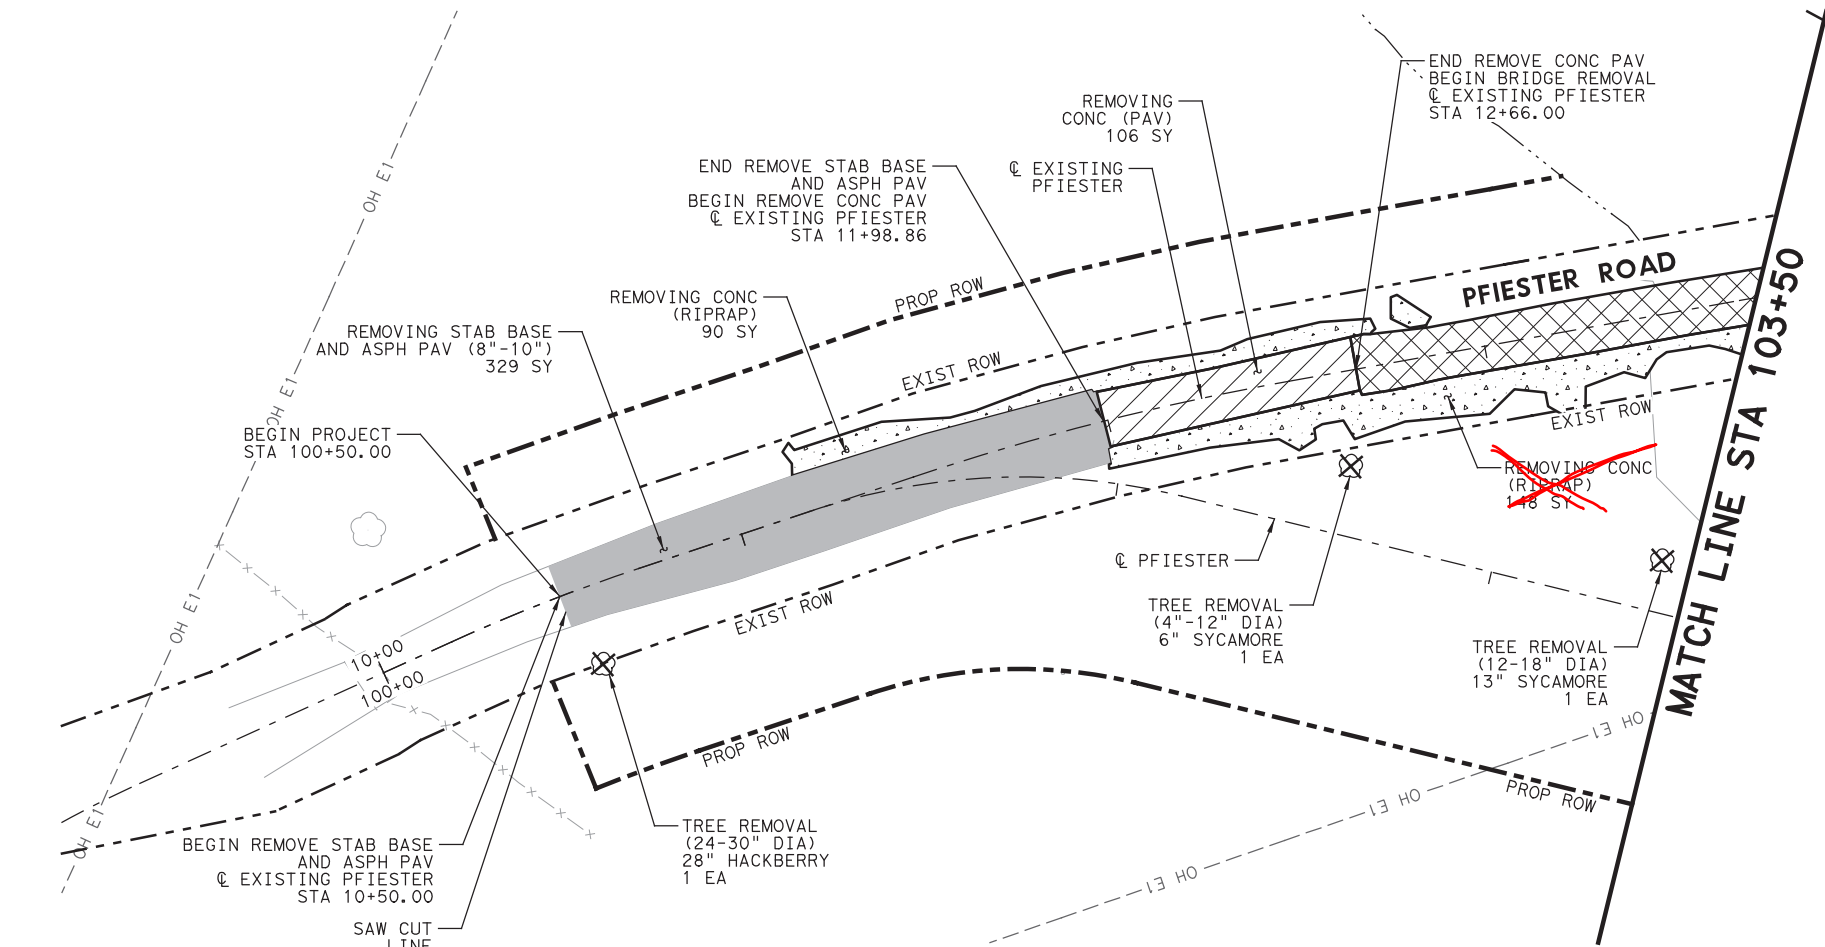 END REMOVE CONC PAV
BEGIN BRIDGE REMOVAL
℄ EXISTING PFIESTER
STA 12+66.00
REMOVING
CONC (PAV)
106 SY
END REMOVE STAB BASE
AND ASPH PAV
BEGIN REMOVE CONC PAV
℄ EXISTING PFIESTER
STA 11+98.86
℄ EXISTING
PFIESTER
OH E1
PFIESTER ROAD
PROP ROW
REMOVING CONC
(RIPRAP)
90 SY
REMOVING STAB BASE
AND ASPH PAV (8"-10")
329 SY
EXIST ROW
OH E1
EXIST ROW
BEGIN PROJECT
STA 100+50.00
REMOVING CONC
(RIPRAP)
148 SY
MATCH LINE STA 103+50
℄ PFIESTER
OH E1
EXIST ROW
TREE REMOVAL
(4"-12" DIA)
6" SYCAMORE
1 EA
TREE REMOVAL
(12-18" DIA)
13" SYCAMORE
1 EA
10+00
100+00
OH E1
PROP ROW
PROP ROW
OH E1
OH E1
TREE REMOVAL
(24-30" DIA)
28" HACKBERRY
1 EA
BEGIN REMOVE STAB BASE
AND ASPH PAV
℄ EXISTING PFIESTER
STA 10+50.00
OH E1
SAW CUT
LINE